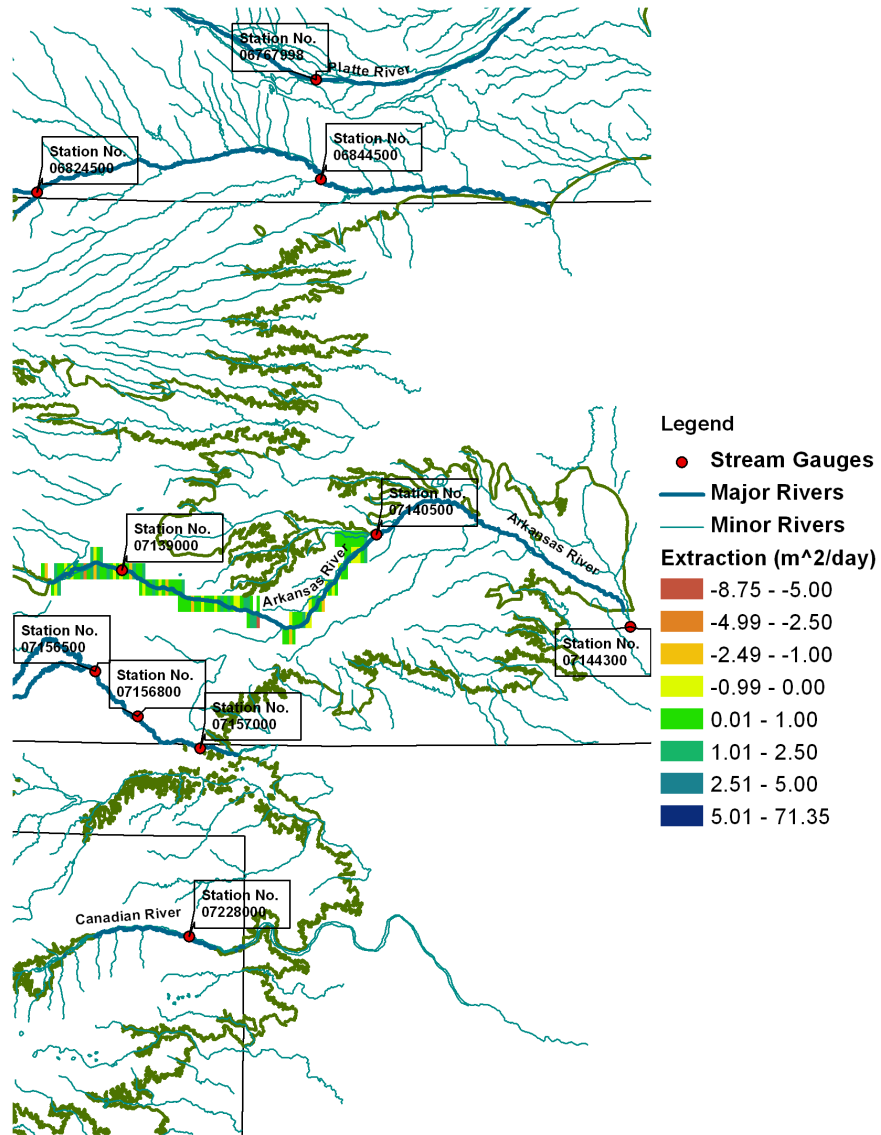 Station No.
06767998
Platte River
Station No.
06824500
Station No.
06844500
Station No.
07140500
Arkansas River
Station No.
07139000
Arkansas River
Station No.
07156500
Station No.
07156800
Station No.
07157000
Station No.
07144300
Station No.
07228000
Canadian River
Legend
Stream Gauges
Major Rivers
Minor Rivers
Extraction (m^2/day)
-8.75 - -5.00
-4.99 - -2.50
-2.49 - -1.00
-0.99 - 0.00
0.01 - 1.00
1.01 - 2.50
2.51 - 5.00
5.01 - 71.35